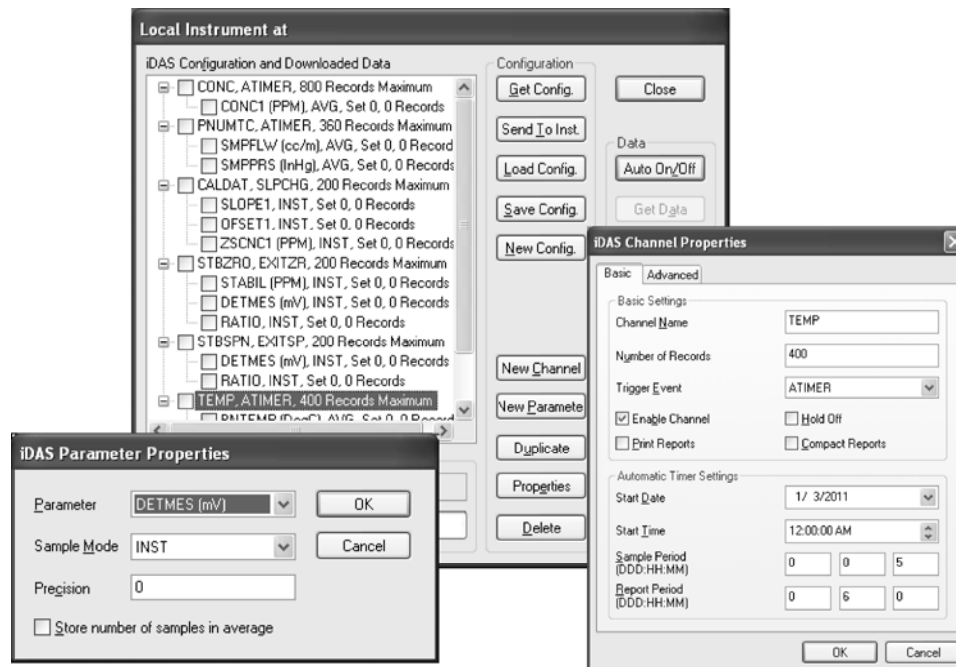 Local Instrument at
iDAS Configuration and Downloaded Data
CONC, ATIMER, 800 Records Maximum
CONC1 (PPM), AVG, Set 0, 0 Records
PNUMTC, ATIMER, 360 Records Maximum
SMPFLW (cc/m), AVG, Set 0, 0 Record
SMPPRS (InHg), AVG, Set 0, 0 Records
CALDAT, SLPCHG, 200 Records Maximum
SLOPE1, INST, Set 0, 0 Records
OFSET1, INST, Set 0, 0 Records
ZSCNC1 (PPM), INST, Set 0, 0 Records
STBZRO, EXITZR, 200 Records Maximum
STABIL (PPM), INST, Set 0, 0 Records
DETMES (mV), INST, Set 0, 0 Records
RATIO, INST, Set 0, 0 Records
STBSPN, EXITSP, 200 Records Maximum
DETMES (mV), INST, Set 0, 0 Records
RATIO, INST, Set 0, 0 Records
TEMP, ATIMER, 400 Records Maximum
Configuration
Get Config.
Send To Inst.
Load Config.
Save Config.
New Config.
New Channel
New Paramete
Duplicate
Properties
Delete
Close
Data
Auto On/Off
Get Data
iDAS Channel Properties
Basic
Advanced
Basic Settings
Channel Name
TEMP
Number of Records
400
Trigger Event
ATIMER
Enable Channel
Hold Off
Print Reports
Compact Reports
Automatic Timer Settings
Start Date
1/ 3/2011
Start Time
12:00:00 AM
Sample Period
(DDD:HH:MM)
0 0 5
Report Period
(DDD:HH:MM)
0 6 0
OK
Cancel
iDAS Parameter Properties
Parameter
DETMES (mV)
OK
Sample Mode
INST
Cancel
Precision
0
Store number of samples in average